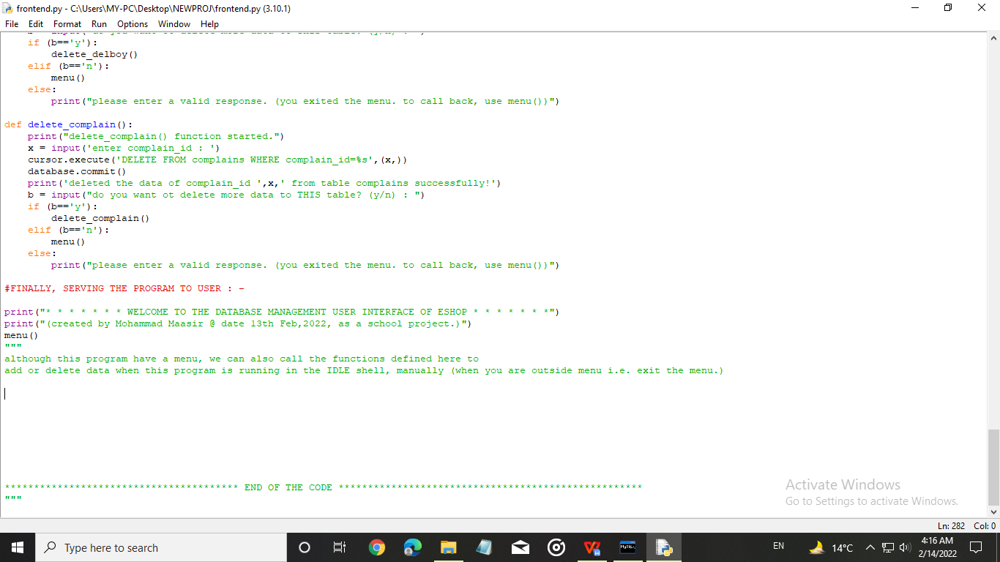 frontend.py - C:\Users\MY-PC\Desktop\NEWPROJ\frontend.py (3.10.1)
File Edit Format Run Options Window Help
    if (b=='y'):
        delete_delboy()
    elif (b=='n'):
        menu()
    else:
        print("please enter a valid response. (you exited the menu. to call back, use menu())")
def delete_complain():
    print("delete_complain() function started.")
    x = input('enter complain_id : ')
    cursor.execute('DELETE FROM complains WHERE complain_id=%s',(x,))
    database.commit()
    print('deleted the data of complain_id ',x,' from table complains successfully!')
    b = input("do you want ot delete more data to THIS table? (y/n) : ")
    if (b=='y'):
        delete_complain()
    elif (b=='n'):
        menu()
    else:
        print("please enter a valid response. (you exited the menu. to call back, use menu())")
#FINALLY, SERVING THE PROGRAM TO USER : -
print("* * * * * * * WELCOME TO THE DATABASE MANAGEMENT USER INTERFACE OF ESHOP * * * * * * *")
print("(created by Mohammad Maasir @ date 13th Feb,2022, as a school project.)")
menu()
"""
although this program have a menu, we can also call the functions defined here to
add or delete data when this program is running in the IDLE shell, manually (when you are outside menu i.e. exit the menu.)
**************************************** END OF THE CODE ****************************************************
"""
Activate Windows
Go to Settings to activate Windows.
Ln: 282 Col: 0
Type here to search
MySQL
EN
14°C
4:16 AM
2/14/2022